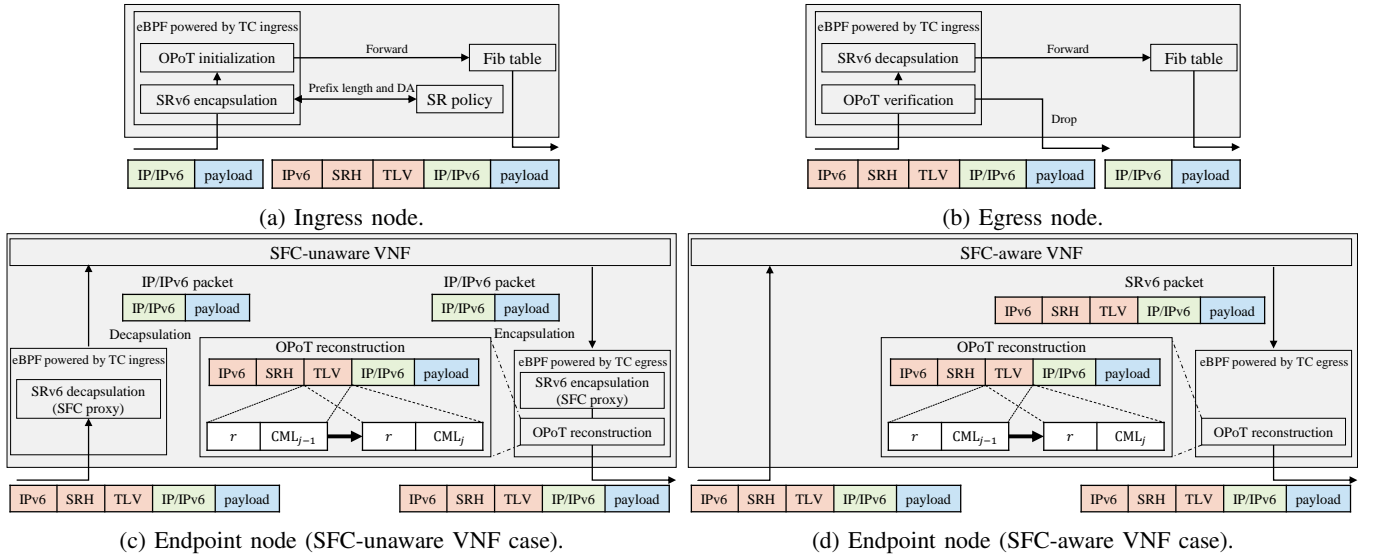 eBPF powered by TC ingress
OPoT initialization
Forward
Fib table
SRv6 encapsulation
Prefix length and DA
SR policy
IP/IPv6 payload
IPv6 SRH TLV IP/IPv6 payload
(a) Ingress node.
eBPF powered by TC ingress
SRv6 decapsulation
Forward
Fib table
OPoT verification
Drop
IPv6 SRH TLV IP/IPv6 payload
IP/IPv6 payload
(b) Egress node.
SFC-unaware VNF
IP/IPv6 packet
IP/IPv6 payload
Decapsulation
IP/IPv6 packet
IP/IPv6 payload
Encapsulation
eBPF powered by TC ingress
SRv6 decapsulation
(SFC proxy)
OPoT reconstruction
IPv6 SRH TLV IP/IPv6 payload
r CMLj−1 r CMLj
eBPF powered by TC egress
SRv6 encapsulation
(SFC proxy)
OPoT reconstruction
IPv6 SRH TLV IP/IPv6 payload
IPv6 SRH TLV IP/IPv6 payload
(c) Endpoint node (SFC-unaware VNF case).
SFC-aware VNF
SRv6 packet
IPv6 SRH TLV IP/IPv6 payload
OPoT reconstruction
IPv6 SRH TLV IP/IPv6 payload
r CMLj−1 r CMLj
eBPF powered by TC egress
OPoT reconstruction
IPv6 SRH TLV IP/IPv6 payload
IPv6 SRH TLV IP/IPv6 payload
(d) Endpoint node (SFC-aware VNF case).